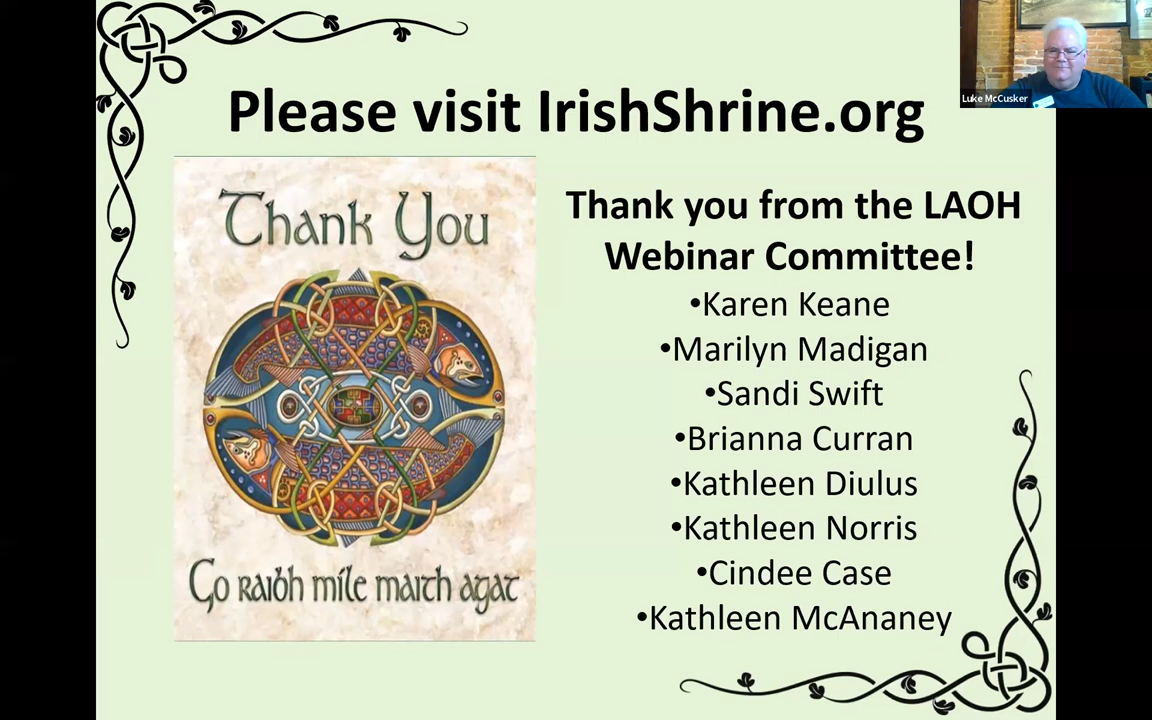 Please visit IrishShrine.org
Luke McCusker
Thank You
Go raibh míle maith agat
Thank you from the LAOH
Webinar Committee!
•Karen Keane
•Marilyn Madigan
•Sandi Swift
•Brianna Curran
•Kathleen Diulus
•Kathleen Norris
•Cindee Case
•Kathleen McAnaney